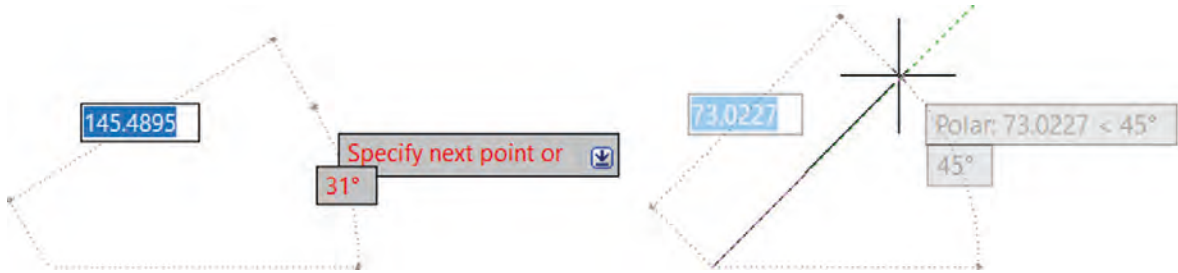 145.4895
Specify next point or
31°
73.0227
Polar: 73.0227 < 45°
45°